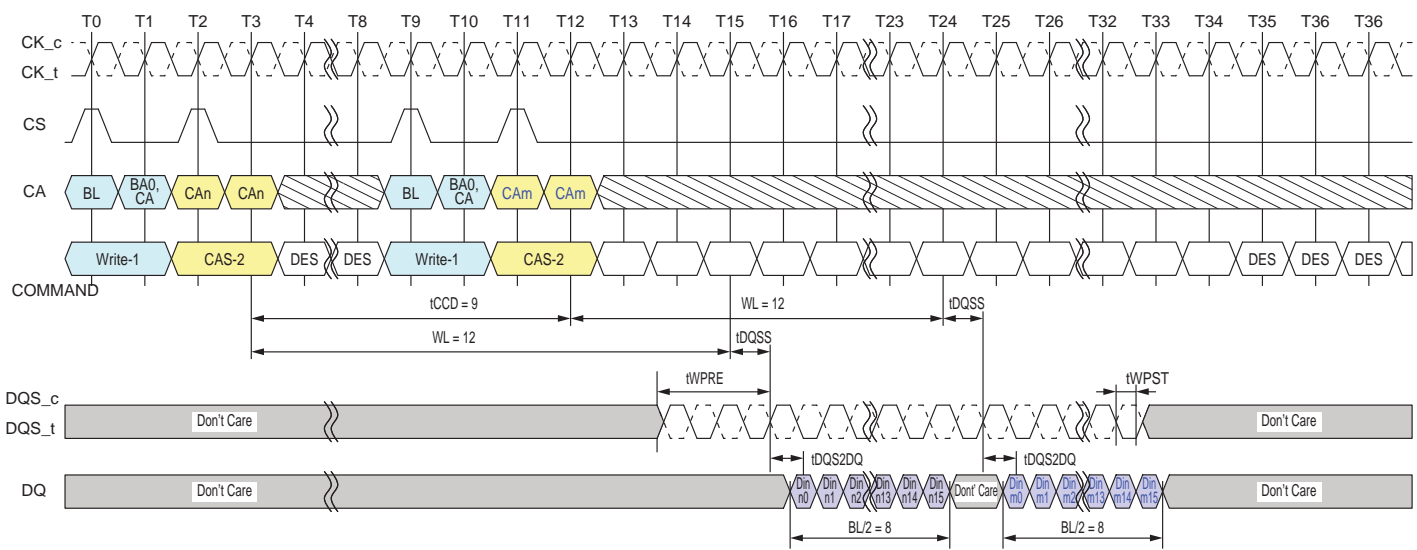 T0 T1 T2 T3 T4 T8 T9 T10 T11 T12 T13 T14 T15 T16 T17 T23 T24 T25 T26 T32 T33 T34 T35 T36 T36
CK_c
CK_t
CS
CA BL BA0, CA CAn CAn BL BA0, CA CAm CAm
Write-1 CAS-2 DES DES Write-1 CAS-2 DES DES DES
COMMAND
tCCD = 9 WL = 12 tDQSS
WL = 12 tDQSS
tWPRE tWPST
DQS_c
DQS_t Don't Care Don't Care
tDQS2DQ tDQS2DQ
DQ Don't Care Din n0 Din n1 Din n2 Din n13 Din n14 Din n15 Dont' Care Din m0 Din m1 Din m2 Din m13 Din m14 Din m15 Don't Care
BL/2 = 8 BL/2 = 8